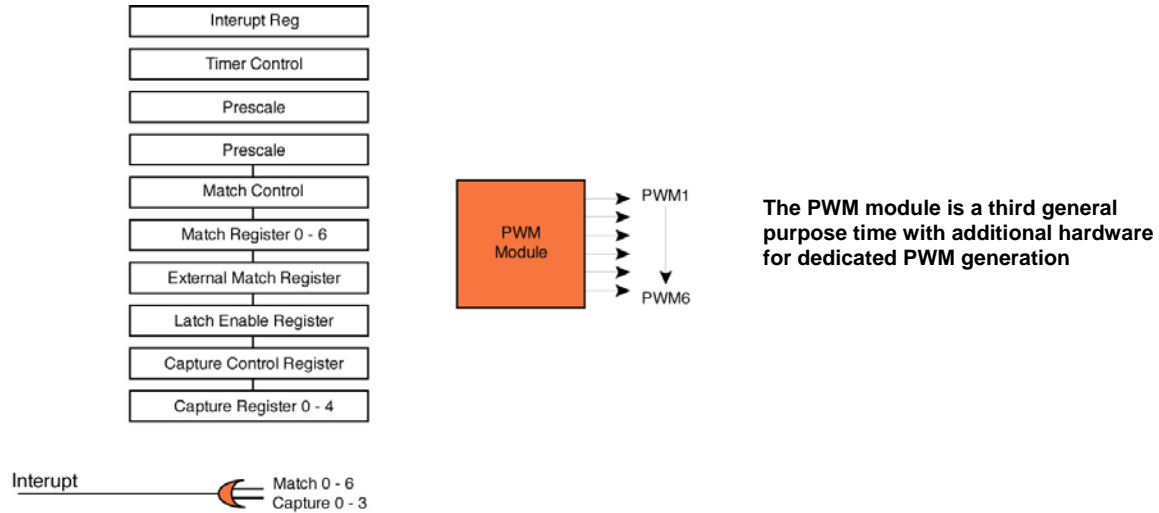 Interupt Reg
Timer Control
Prescale
Prescale
Match Control
Match Register 0 - 6
External Match Register
Latch Enable Register
Capture Control Register
Capture Register 0 - 4
Interupt
Match 0 - 6
Capture 0 - 3
PWM
Module
PWM1
PWM6
The PWM module is a third general
purpose time with additional hardware
for dedicated PWM generation